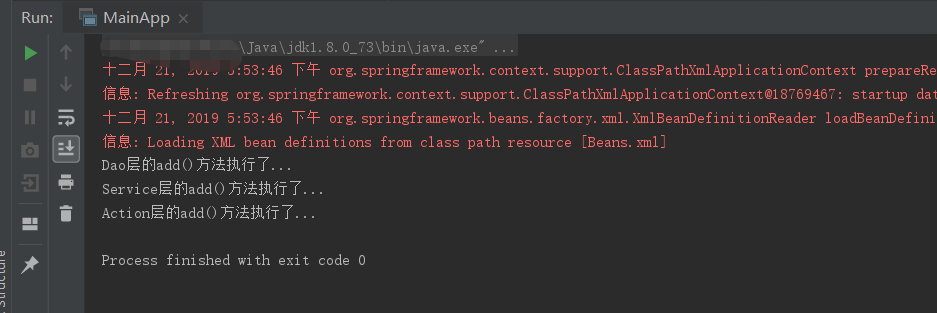 Run: MainApp
\Java\jdk1.8.0_73\bin\java.exe" ...
十二月 21, 2019 5:53:46 下午 org.springframework.context.support.ClassPathXmlApplicationContext prepareRe
信息: Refreshing org.springframework.context.support.ClassPathXmlApplicationContext@18769467: startup dat
十二月 21, 2019 5:53:46 下午 org.springframework.beans.factory.xml.XmlBeanDefinitionReader loadBeanDefini
信息: Loading XML bean definitions from class path resource [Beans.xml]
Dao层的add()方法执行了...
Service层的add()方法执行了...
Action层的add()方法执行了...
Process finished with exit code 0
Structure